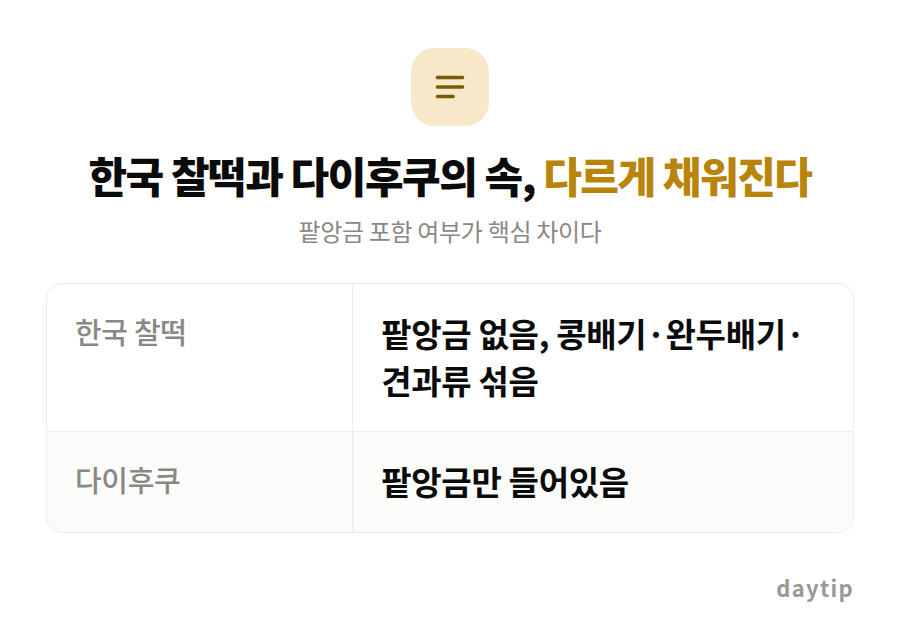 한국 찰떡과 다이후쿠의 속, 다르게 채워진다
팥앙금 포함 여부가 핵심 차이다
한국 찰떡
팥앙금 없음, 콩배기·완두배기·
견과류 섞음
다이후쿠
팥앙금만 들어있음
daytip